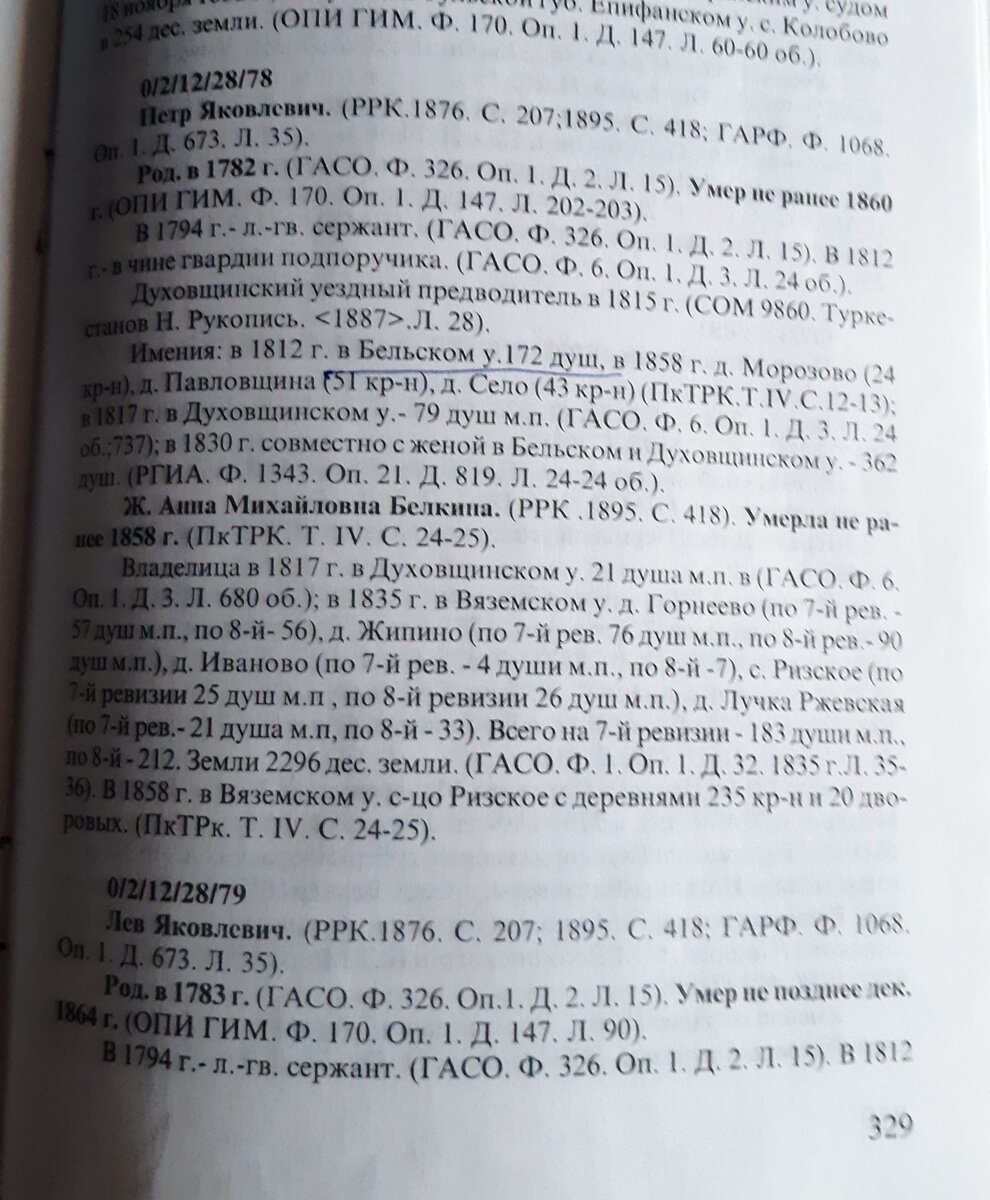 18 ноября губ. Епифанском у. с. Колобово судом
в 254 дес. земли. (ОПИ ГИМ. Ф. 170. Оп. 1. Д. 147. Л. 60-60 об.).
0/2/12/28/78
Петр Яковлевич. (РРК.1876. С. 207;1895. С. 418; ГАРФ. Ф. 1068.
Оп. 1. Д. 673. Л. 35).
Род. в 1782 г. (ГАСО. Ф. 326. Оп. 1. Д. 2. Л. 15). Умер не ранее 1860
г. (ОПИ ГИМ. Ф. 170. Оп. 1. Д. 147. Л. 202-203).
В 1794 г.- л.-гв. сержант. (ГАСО. Ф. 326. Оп. 1. Д. 2. Л. 15). В 1812
г.- в чине гвардии подпоручика. (ГАСО. Ф. 6. Оп. 1. Д. 3. Л. 24 об.).
Духовщинский уездный предводитель в 1815 г. (СОМ 9860. Турке-
станов Н. Рукопись. <1887>.Л. 28).
Имения: в 1812 г. в Бельском у.172 душ, в 1858 г. д. Морозово (24
кр-н), д. Павловщина (51 кр-н), д. Село (43 кр-н) (ПкТРК.Т.IV.С.12-13);
в 1817 г. в Духовщинском у.- 79 душ м.п. (ГАСО. Ф. 6. Оп. 1. Д. 3. Л. 24
об.;737); в 1830 г. совместно с женой в Бельском и Духовщинском у. - 362
душ. (РГИА. Ф. 1343. Оп. 21. Д. 819. Л. 24-24 об.).
Ж. Анна Михайловна Белкина. (РРК .1895. С. 418). Умерла не ра-
нее 1858 г. (ПкТРК. Т. IV. С. 24-25).
Владелица в 1817 г. в Духовщинском у. 21 душа м.п. в (ГАСО. Ф. 6.
Оп. 1. Д. 3. Л. 680 об.); в 1835 г. в Вяземском у. д. Горнеево (по 7-й рев. -
57 душ м.п., по 8-й- 56), д. Жипино (по 7-й рев. 76 душ м.п., по 8-й рев.- 90
душ м.п.), д. Иваново (по 7-й рев. - 4 души м.п., по 8-й -7), с. Ризское (по
7-й ревизии 25 душ м.п , по 8-й ревизии 26 душ м.п.), д. Лучка Ржевская
(по 7-й рев.- 21 душа м.п, по 8-й - 33). Всего на 7-й ревизии - 183 души м.п.,
по 8-й - 212. Земли 2296 дес. земли. (ГАСО. Ф. 1. Оп. 1. Д. 32. 1835 г.Л. 35-
36). В 1858 г. в Вяземском у. с-цо Ризское с деревнями 235 кр-н и 20 дво-
ровых. (ПкТРк. Т. IV. С. 24-25).
0/2/12/28/79
Лев Яковлевич. (РРК.1876. С. 207; 1895. С. 418; ГАРФ. Ф. 1068.
Оп. 1. Д. 673. Л. 35).
Род. в 1783 г. (ГАСО. Ф. 326. Оп.1. Д. 2. Л. 15). Умер не позднее дек.
1864 г. (ОПИ ГИМ. Ф. 170. Оп. 1. Д. 147. Л. 90).
В 1794 г.- л.-гв. сержант. (ГАСО. Ф. 326. Оп. 1. Д. 2. Л. 15). В 1812
329